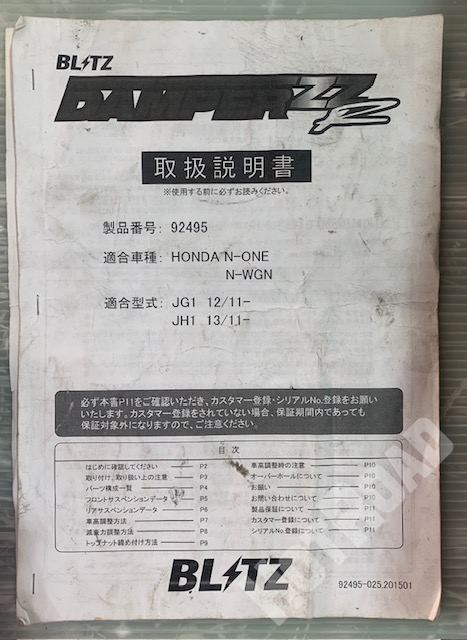 BLITZ
DAMPER ZZ R
取扱説明書
※使用する前に必ずお読みください。
製品番号: 92495
適合車種: HONDA N-ONE
N-WGN
適合型式: JG1 12/11-
JH1 13/11-
必ず本書P11をご確認いただき、カスタマー登録・シリアルNo.登録をお願い
いたします。カスタマー登録をされていない場合、保証期間内であっても
保証対象外になりますので、ご注意ください。
目 次
はじめに確認してください P2
取り付け、取り扱い上の注意 P3
パーツ構成一覧 P4
フロントサスペンションデータ P5
リアサスペンションデータ P6
車高調整方法 P7
減衰力調整方法 P8
トップナット締め付け方法 P9
車高調整時の注意 P10
オーバーホールについて P10
お願い P10
お問い合わせについて P10
製品保証について P11
カスタマー登録について P11
シリアルNo.登録について P11
BLITZ
92495-025.201501